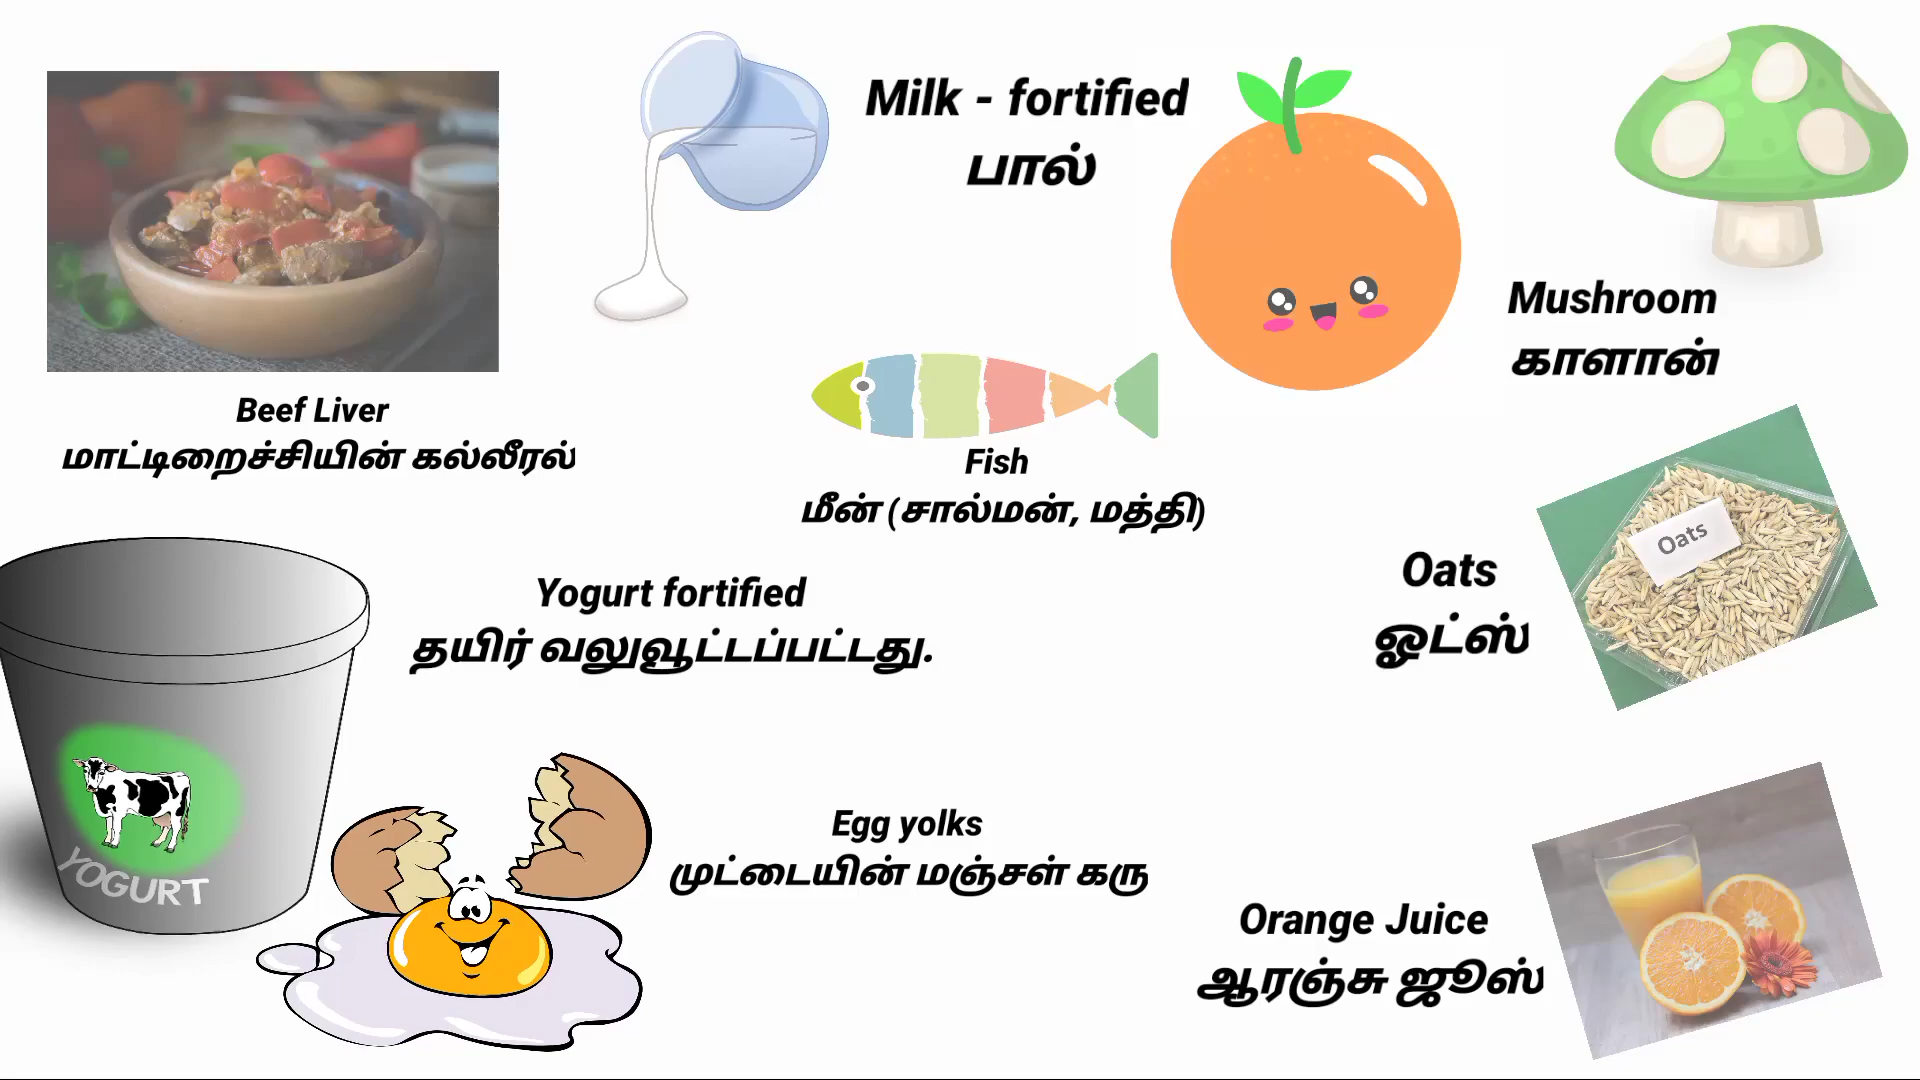 Milk - fortified
பால்
Mushroom
காளான்
Beef Liver
மாட்டிறைச்சியின் கல்லீரல்
Fish
மீன் (சால்மன், மத்தி)
Oats
Oats
ஓட்ஸ்
Yogurt fortified
தயிர் வலுவூட்டப்பட்டது.
YOGURT
Egg yolks
முட்டையின் மஞ்சள் கரு
Orange Juice
ஆரஞ்சு ஜூஸ்